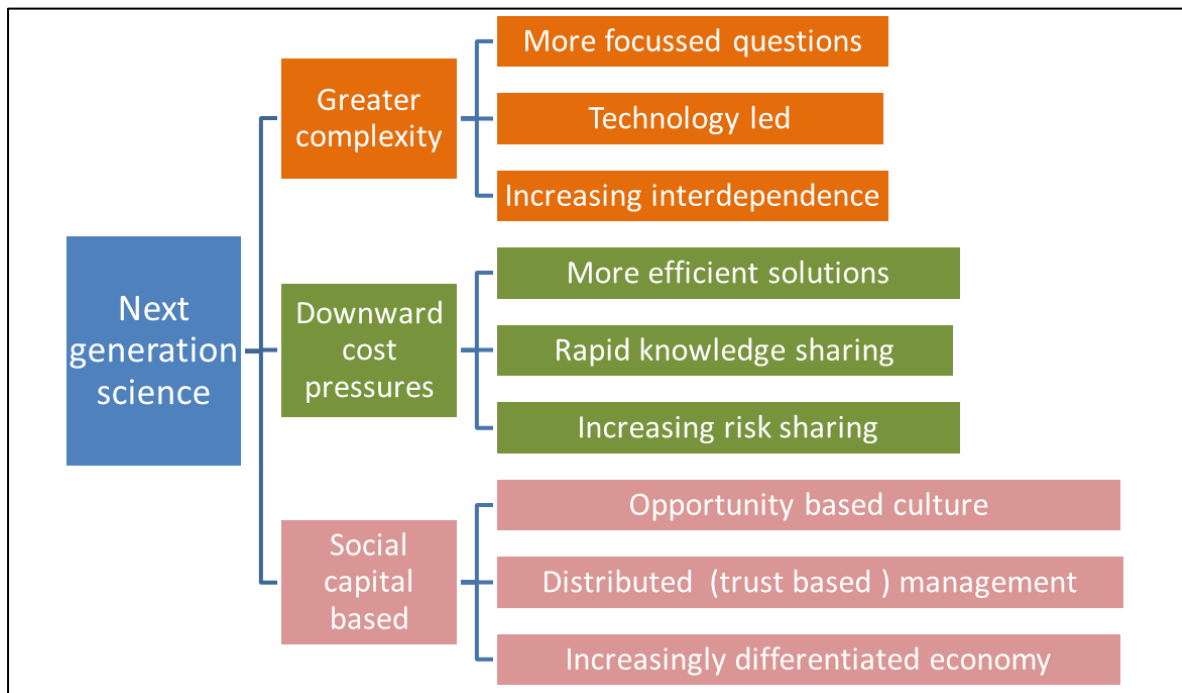 Next
generation
science
Greater
complexity
More focussed questions
Technology led
Increasing interdependence
Downward
cost
pressures
More efficient solutions
Rapid knowledge sharing
Increasing risk sharing
Social
capital
based
Opportunity based culture
Distributed (trust based ) management
Increasingly differentiated economy